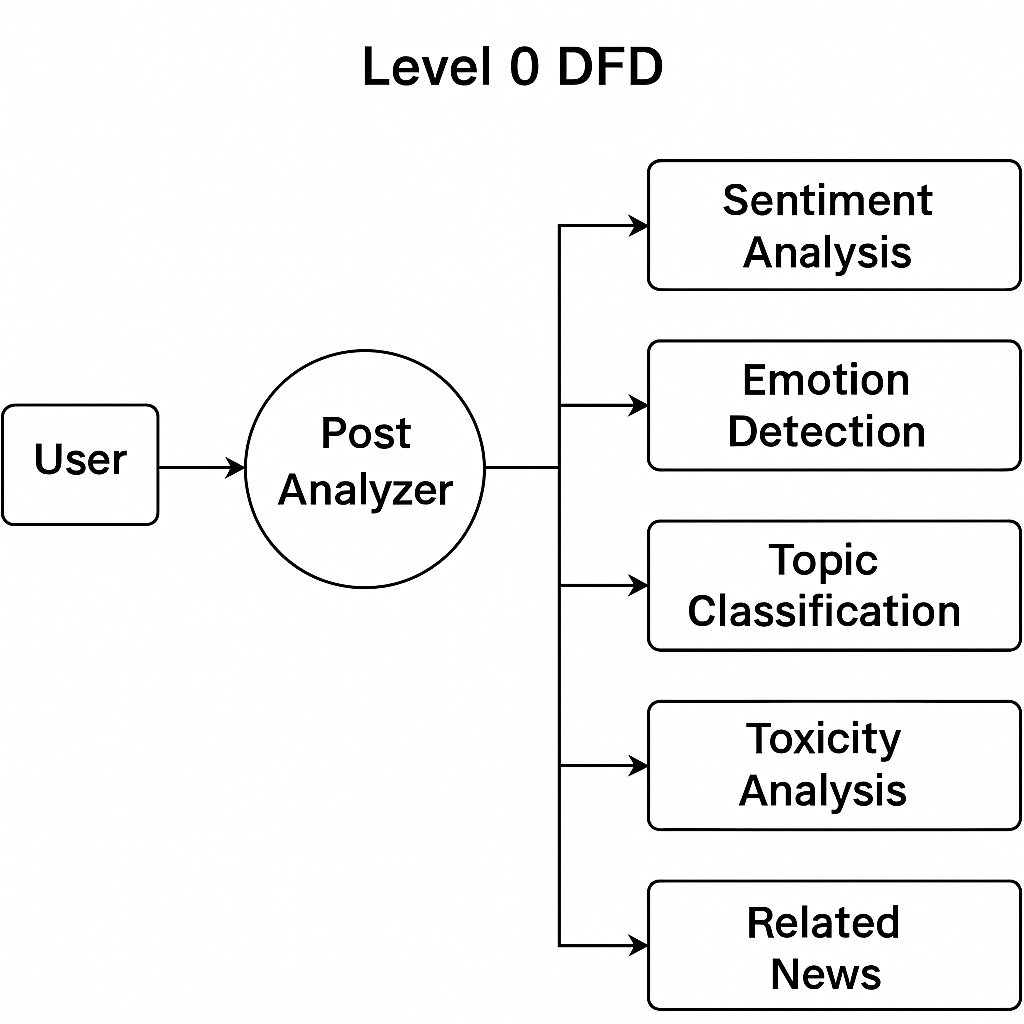 Level 0 DFD
User
Post
Analyzer
Sentiment
Analysis
Emotion
Detection
Topic
Classification
Toxicity
Analysis
Related
News